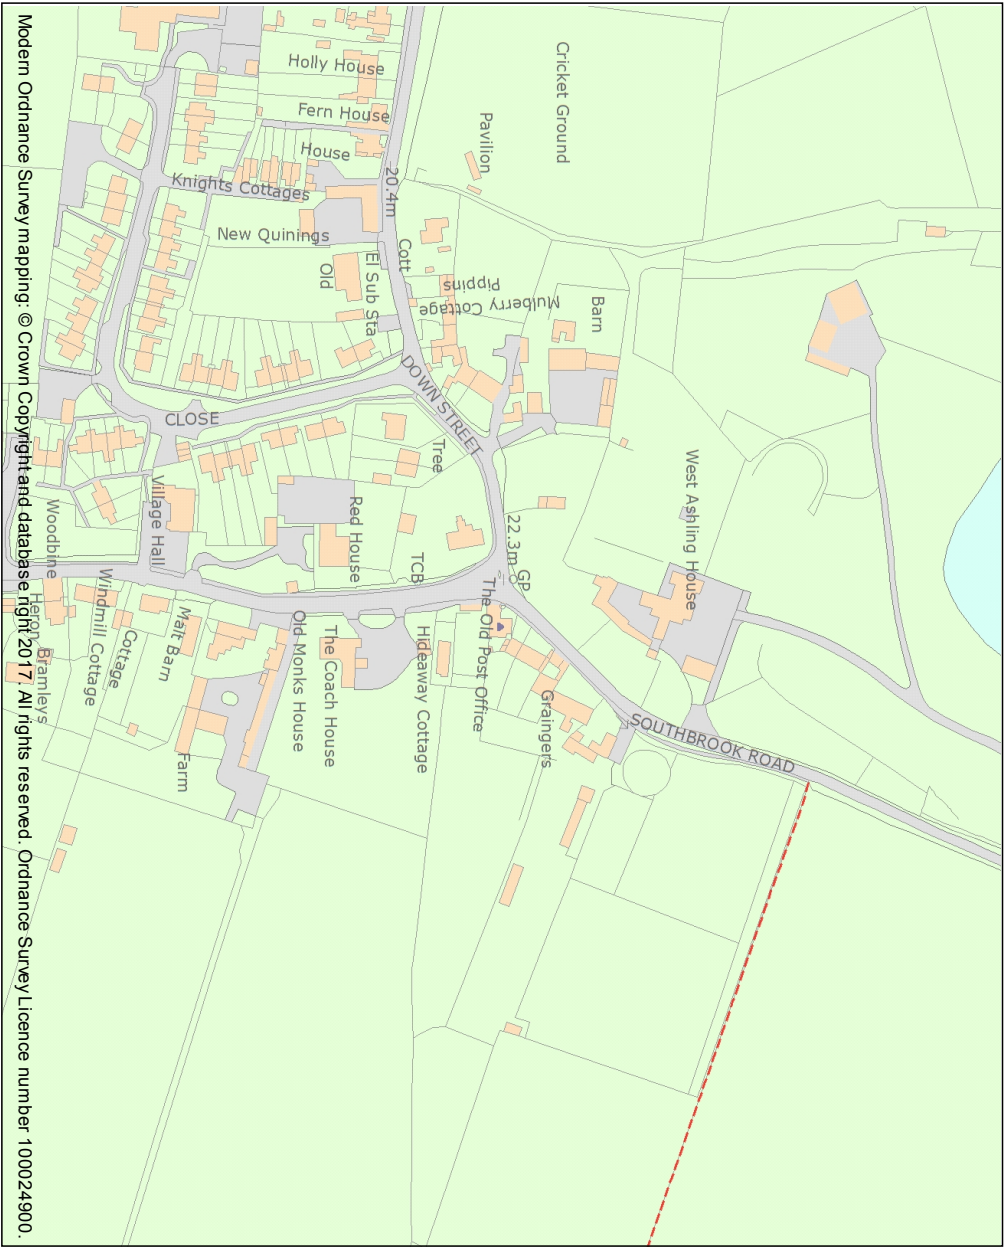 Holly House
Fern House
House
Knights Cottages
New Quinings
Old
El Sub Sta
20.4m
Cott
Pavilion
Cricket Ground
Pippins
Mulberry Cottage
Barn
DOWN STREET
CLOSE
Tree
Red House
Village Hall
Woodbine
TCB
22.3m
GP
West Ashling House
The Old Post Office
Hideaway Cottage
Graingers
SOUTHBROOK ROAD
The Coach House
Old Monks House
Malt Barn
Cottage
Windmill Cottage
Heron
Bramleys
Farm
Modern Ordnance Survey mapping: © Crown Copyright and database right 2017. All rights reserved. Ordnance Survey Licence number 100024900.